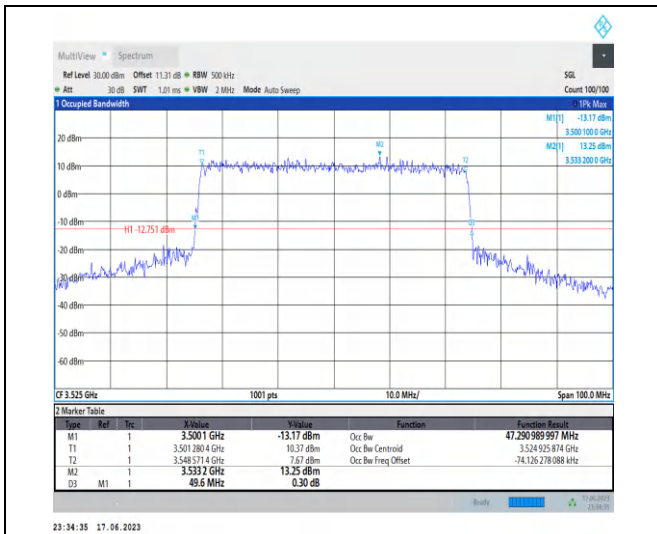 MultiView Spectrum
Ref Level 30.00 dBm Offset 11.31 dB RBW 500 kHz SGL
Att 30 dB SWT 1.01 ms VBW 2 MHz Mode Auto Sweep Count 100/100
1 Occupied Bandwidth 1Pk Max
M1[1] -13.17 dBm
3.500 100 0 GHz
M2[1] 13.25 dBm
3.533 200 0 GHz
20 dBm
M2
T1 T2
10 dBm
0 dBm
-10 dBm
M1 D3
H1 -12.751 dBm
-20 dBm
-30 dBm
-40 dBm
-50 dBm
-60 dBm
CF 3.525 GHz 1001 pts 10.0 MHz/ Span 100.0 MHz
2 Marker Table
Type Ref Trc X-Value Y-Value Function Function Result
M1 1 3.5001 GHz -13.17 dBm Occ Bw 47.290 989 997 MHz
T1 1 3.501 280 4 GHz 10.37 dBm Occ Bw Centroid 3.524 925 874 GHz
T2 1 3.548 571 4 GHz 7.67 dBm Occ Bw Freq Offset -74.126 278 088 kHz
M2 1 3.533 2 GHz 13.25 dBm
D3 M1 1 49.6 MHz 0.30 dB
Ready 17.06.2023
23:34:35
23:34:35 17.06.2023